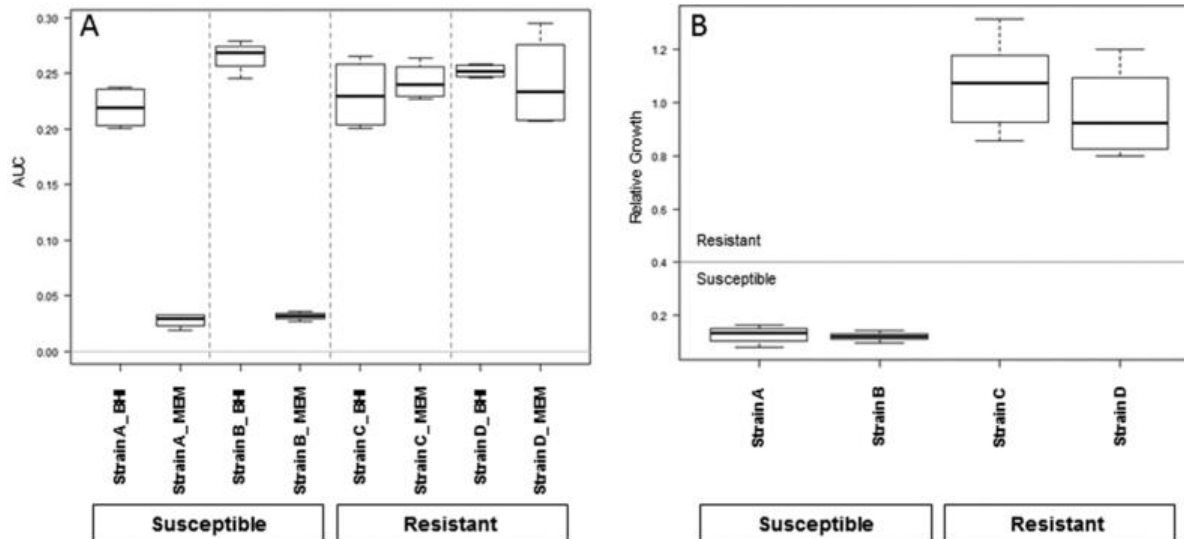 A
AUC
0.30
0.25
0.20
0.15
0.10
0.05
0.00
Strain A_BHI
Strain A_MEM
Strain B_BHI
Strain B_MEM
Strain C_BHI
Strain C_MEM
Strain D_BHI
Strain D_MEM
Susceptible
Resistant
B
Relative Growth
1.2
1.0
0.8
0.6
0.4
0.2
Resistant
Susceptible
Strain A
Strain B
Strain C
Strain D
Susceptible
Resistant